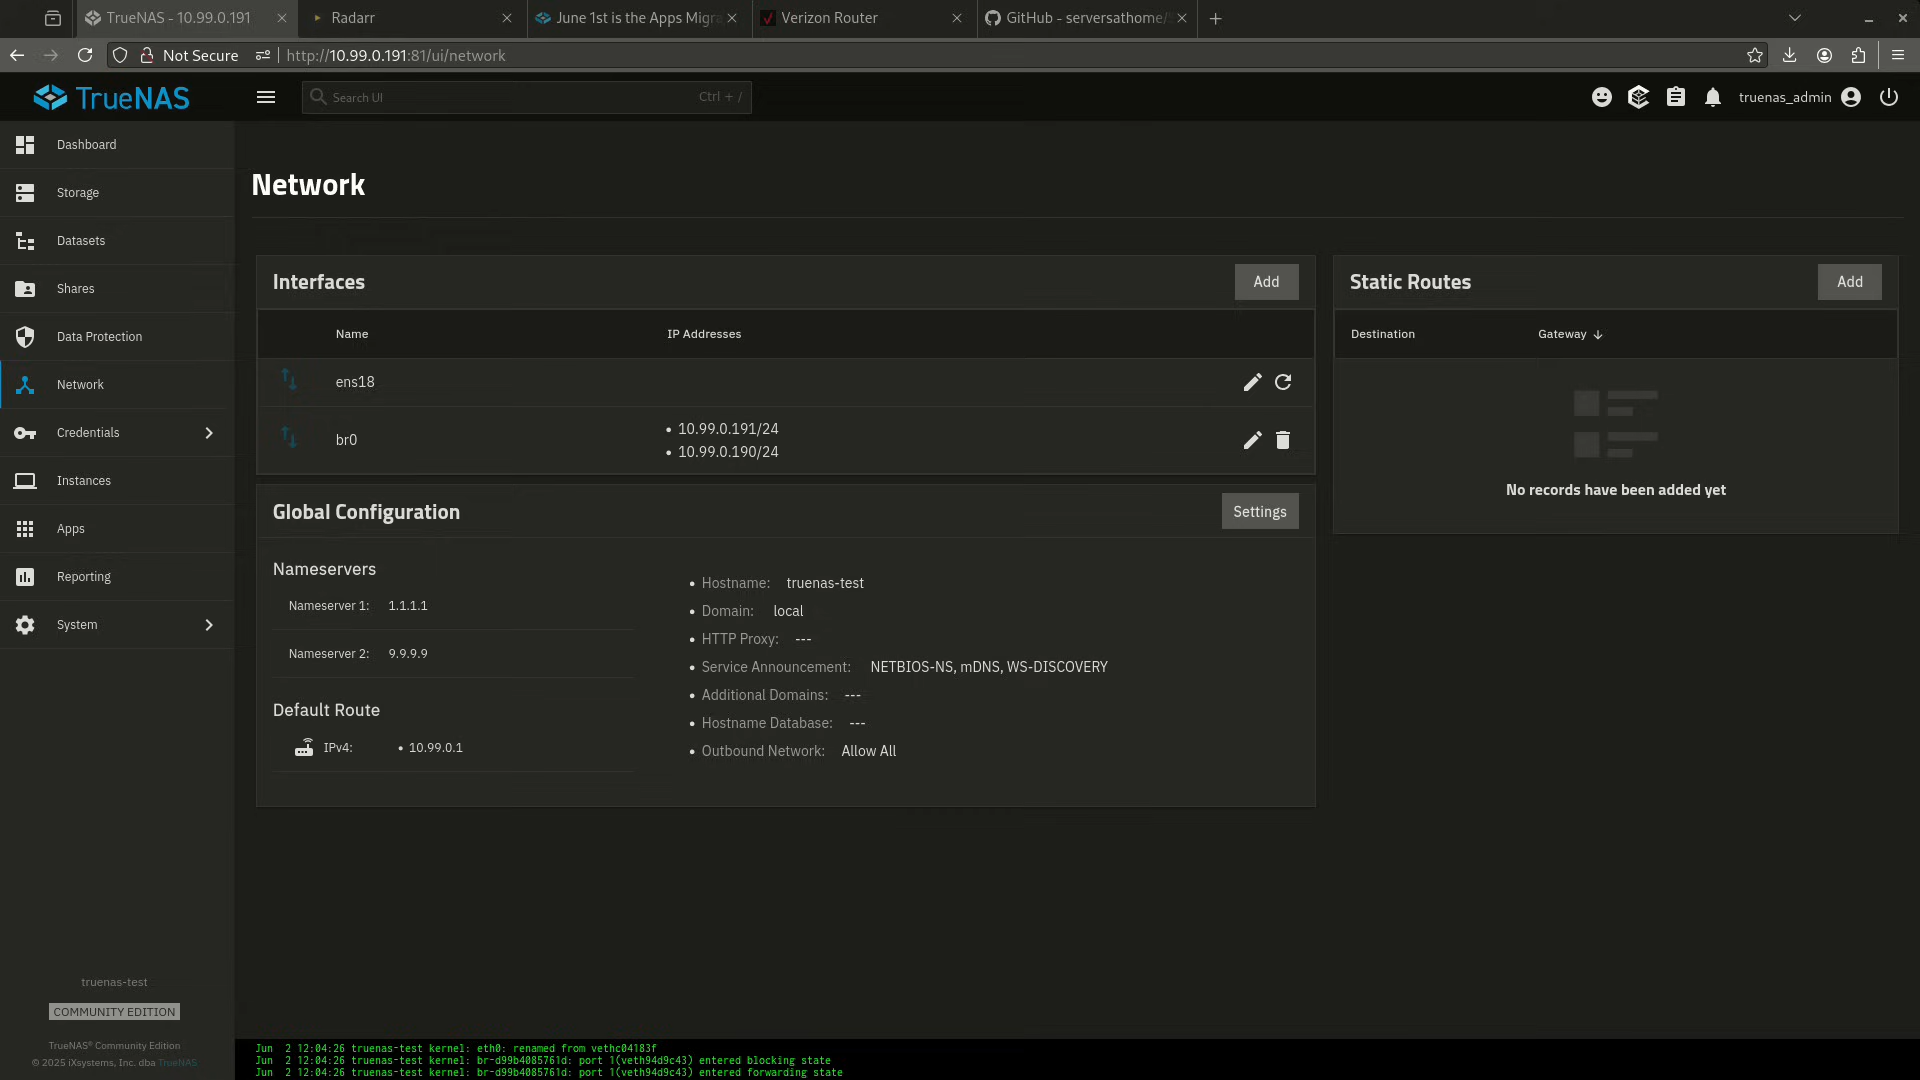 TrueNAS - 10.99.0.191
Radarr
June 1st is the Apps Migra
Verizon Router
GitHub - serversathome/
Not Secure
http://10.99.0.191:81/ui/network
TrueNAS
Search UI
Ctrl + /
truenas_admin
Dashboard
Storage
Datasets
Shares
Data Protection
Network
Credentials
Instances
Apps
Reporting
System
truenas-test
COMMUNITY EDITION
TrueNAS® Community Edition
© 2025 iXsystems, Inc. dba TrueNAS
Network
Interfaces
Add
Name
IP Addresses
ens18
br0
• 10.99.0.191/24
• 10.99.0.190/24
Global Configuration
Settings
Nameservers
Nameserver 1: 1.1.1.1
Nameserver 2: 9.9.9.9
Default Route
IPv4: • 10.99.0.1
• Hostname: truenas-test
• Domain: local
• HTTP Proxy: ---
• Service Announcement: NETBIOS-NS, mDNS, WS-DISCOVERY
• Additional Domains: ---
• Hostname Database: ---
• Outbound Network: Allow All
Static Routes
Add
Destination
Gateway
No records have been added yet
Jun 2 12:04:26 truenas-test kernel: eth0: renamed from vethc04183f
Jun 2 12:04:26 truenas-test kernel: br-d99b4085761d: port 1(veth94d9c43) entered blocking state
Jun 2 12:04:26 truenas-test kernel: br-d99b4085761d: port 1(veth94d9c43) entered forwarding state